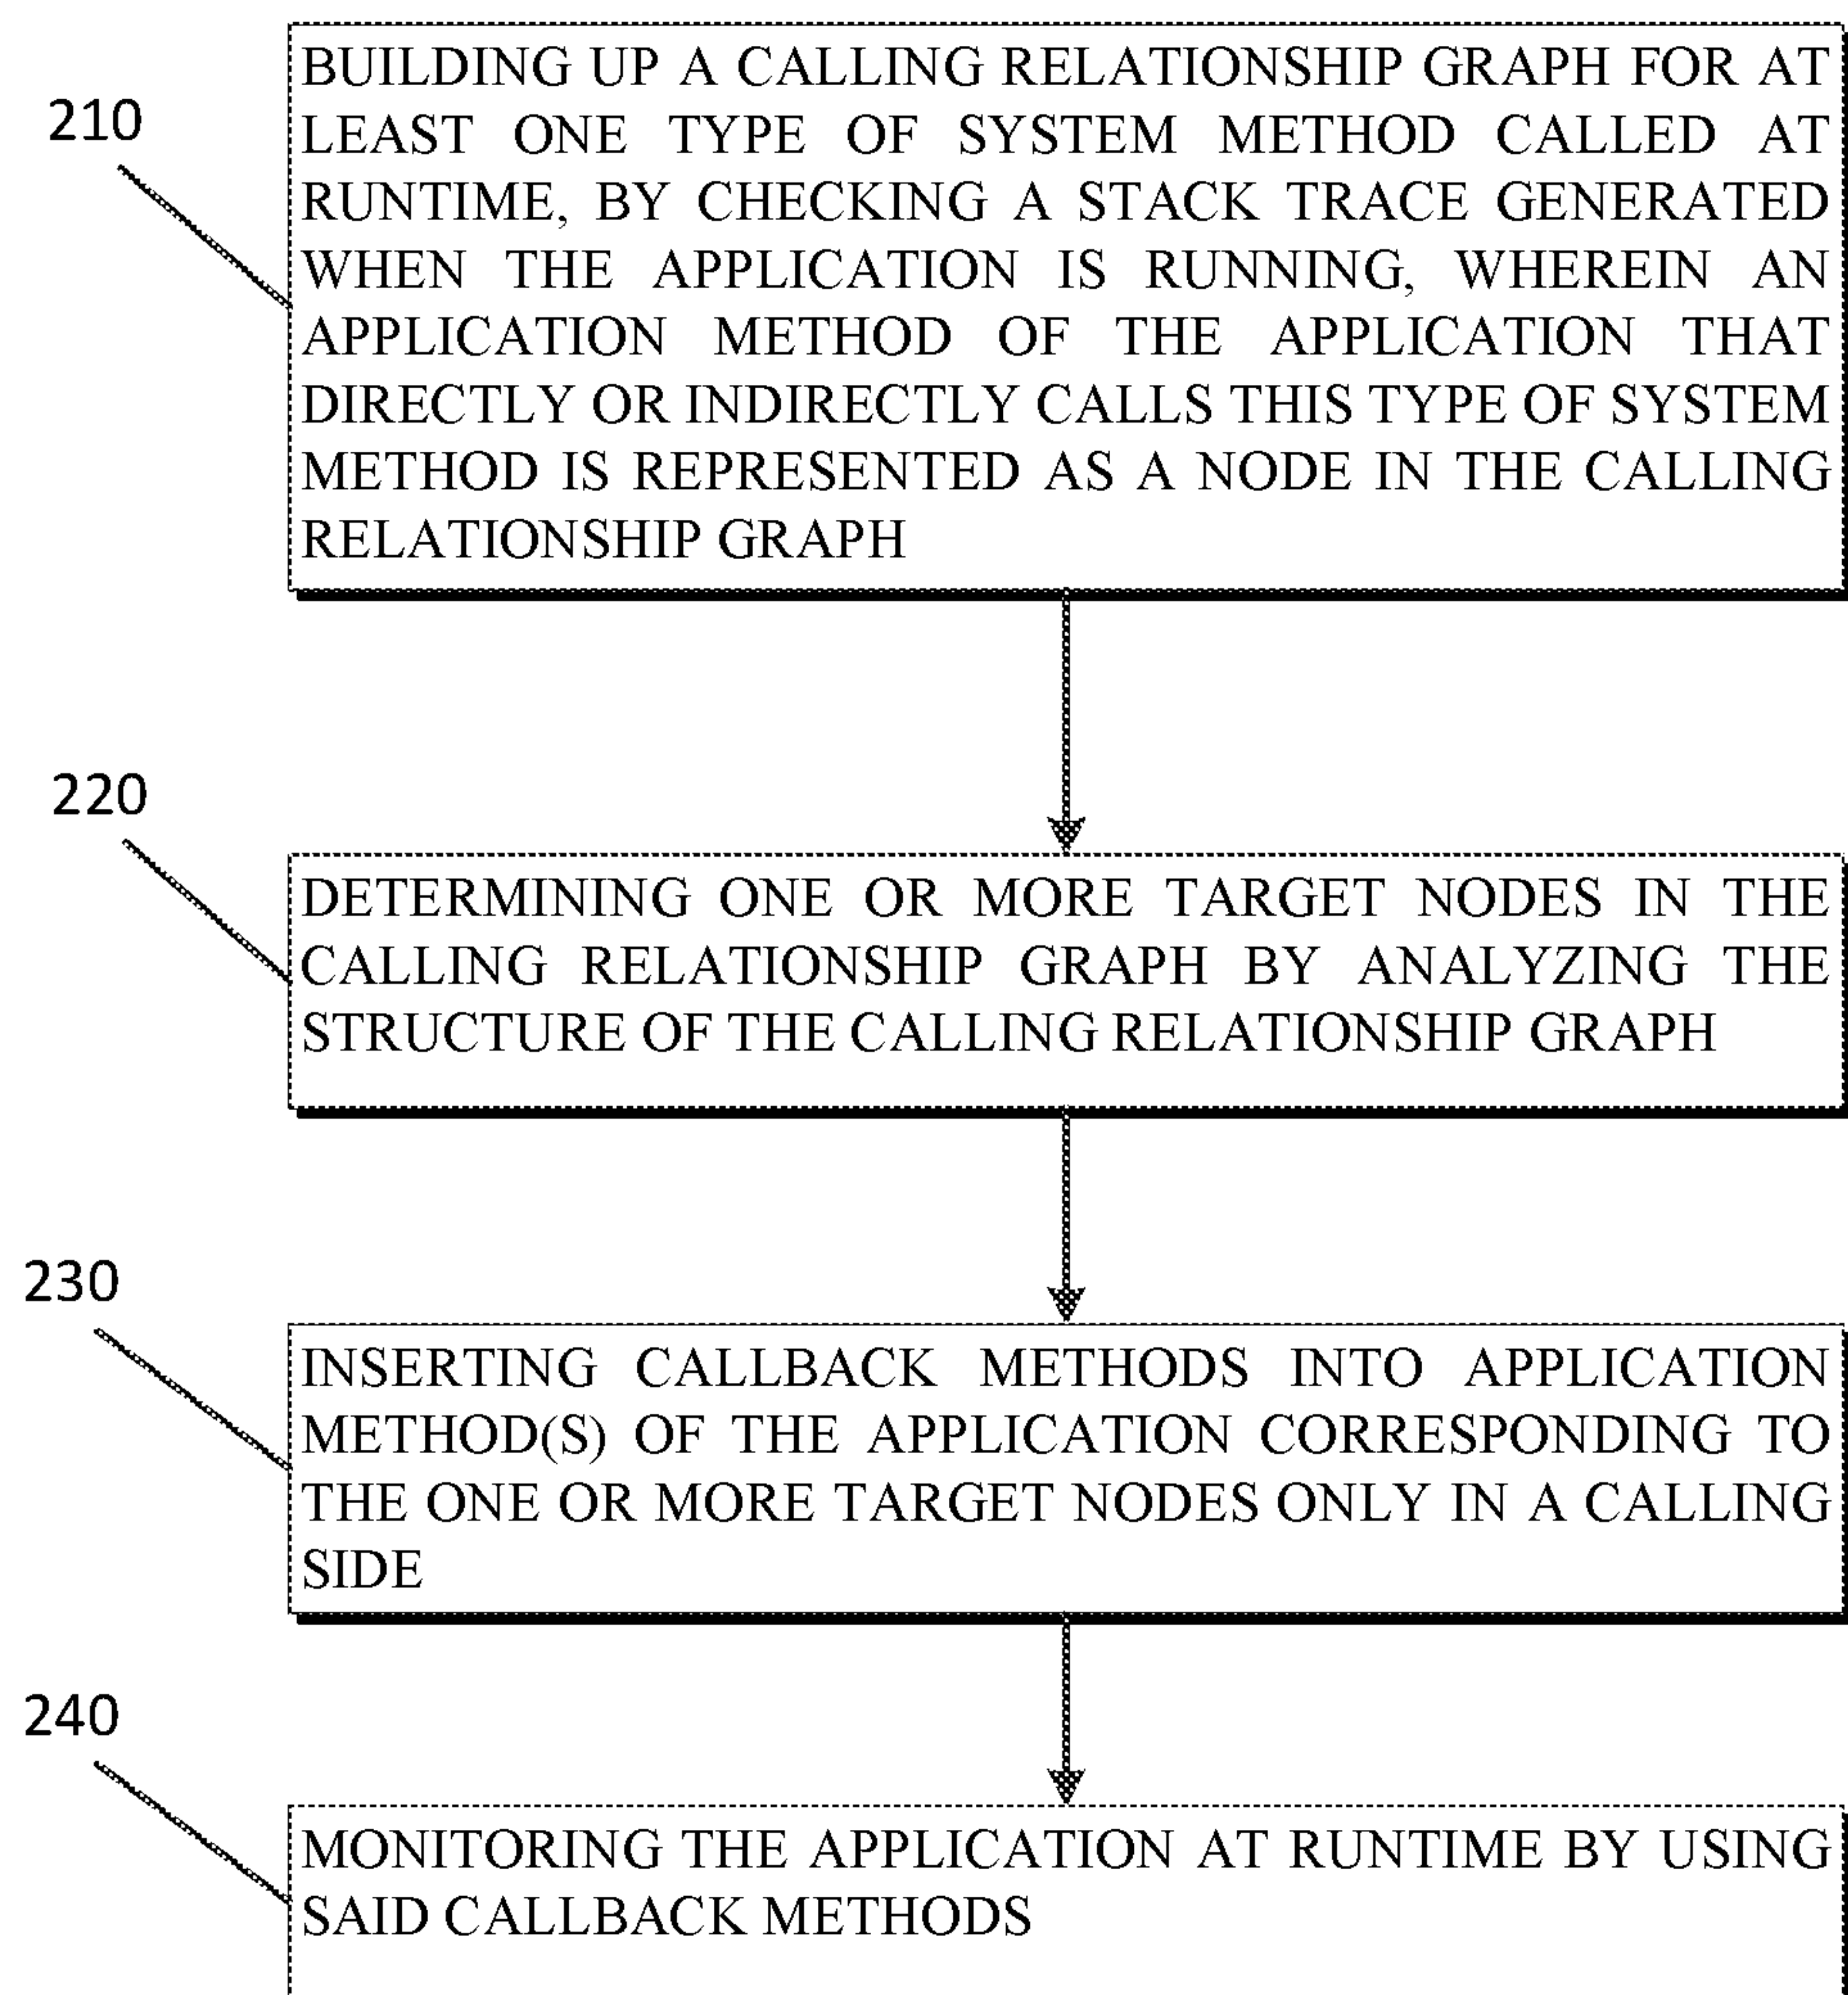 210
BUILDING UP A CALLING RELATIONSHIP GRAPH FOR AT
LEAST ONE TYPE OF SYSTEM METHOD CALLED AT
RUNTIME, BY CHECKING A STACK TRACE GENERATED
WHEN THE APPLICATION IS RUNNING, WHEREIN AN
APPLICATION METHOD OF THE APPLICATION THAT
DIRECTLY OR INDIRECTLY CALLS THIS TYPE OF SYSTEM
METHOD IS REPRESENTED AS A NODE IN THE CALLING
RELATIONSHIP GRAPH
220
DETERMINING ONE OR MORE TARGET NODES IN THE
CALLING RELATIONSHIP GRAPH BY ANALYZING THE
STRUCTURE OF THE CALLING RELATIONSHIP GRAPH
230
INSERTING CALLBACK METHODS INTO APPLICATION
METHOD(S) OF THE APPLICATION CORRESPONDING TO
THE ONE OR MORE TARGET NODES ONLY IN A CALLING
SIDE
240
MONITORING THE APPLICATION AT RUNTIME BY USING
SAID CALLBACK METHODS